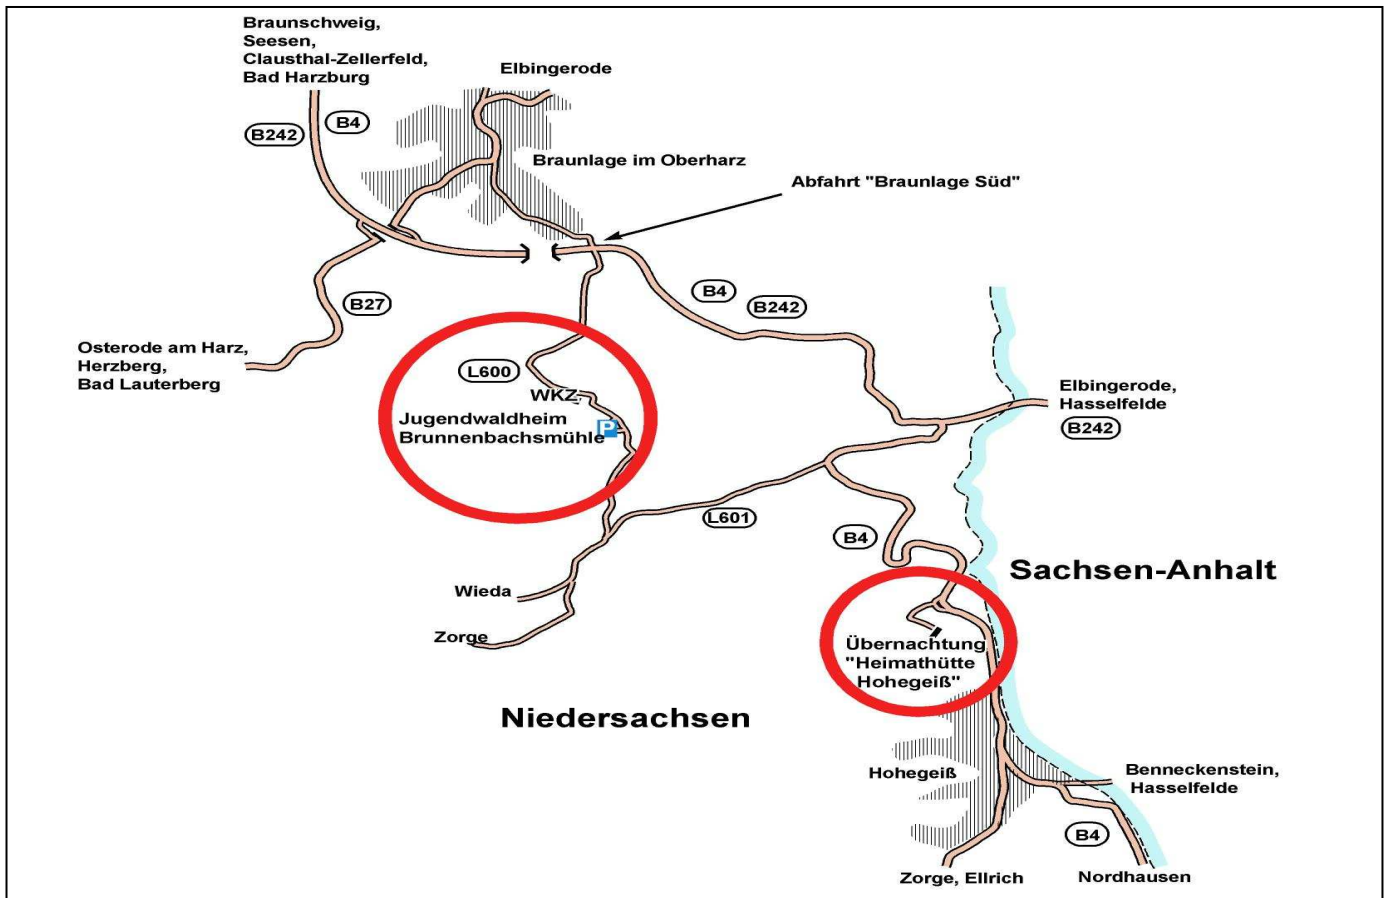 Braunschweig,
Seesen,
Clausthal-Zellerfeld,
Bad Harzburg
Elbingerode
B4
B242
Braunlage im Oberharz
Abfahrt "Braunlage Süd"
B4
B242
B27
Osterode am Harz,
Herzberg,
Bad Lauterberg
L600
WKZ
Jugendwaldheim
Brunnenbachsmühle
P
Elbingerode,
Hasselfelde
B242
L601
B4
Sachsen-Anhalt
Wieda
Zorge
Übernachtung
"Heimathütte
Hohegeiß"
Niedersachsen
Hohegeiß
Benneckenstein,
Hasselfelde
B4
Zorge, Ellrich
Nordhausen